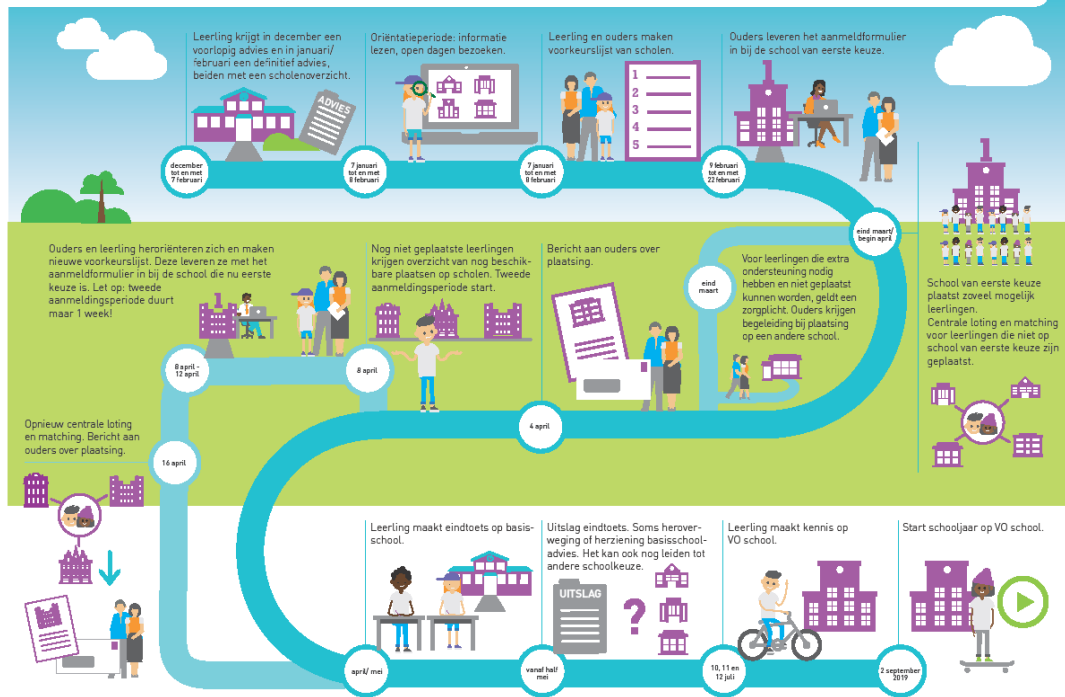 Leerling krijgt in december een
voorlopig advies en in januari/
februari een definitief advies,
beiden met een scholenoverzicht.
ADVIES
december
tot en met
7 februari
Oriëntatieperiode: informatie
lezen, open dagen bezoeken.
7 januari
tot en met
8 februari
Leerling en ouders maken
voorkeurslijst van scholen.
1
2
3
4
5
7 januari
tot en met
8 februari
Ouders leveren het aanmeldformulier
in bij de school van eerste keuze.
1
9 februari
tot en met
22 februari
1
eind maart/
begin april
School van eerste keuze
plaatst zoveel mogelijk
leerlingen.
Centrale loting en matching
voor leerlingen die niet op
school van eerste keuze zijn
geplaatst.
eind
maart
Voor leerlingen die extra
ondersteuning nodig
hebben en niet geplaatst
kunnen worden, geldt een
zorgplicht. Ouders krijgen
begeleiding bij plaatsing
op een andere school.
Bericht aan ouders over
plaatsing.
4 april
Nog niet geplaatste leerlingen
krijgen overzicht van nog beschik-
bare plaatsen op scholen. Tweede
aanmeldingsperiode start.
8 april
Ouders en leerling heroriënteren zich en maken
nieuwe voorkeurslijst. Deze leveren ze met het
aanmeldformulier in bij de school die nu eerste
keuze is. Let op: tweede
aanmeldingsperiode duurt
maar 1 week!
1
8 april -
12 april
Opnieuw centrale loting
en matching. Bericht aan
ouders over plaatsing.
16 april
Leerling maakt eindtoets op basis-
school.
april/ mei
Uitslag eindtoets. Soms herover-
weging of herziening basisschool-
advies. Het kan ook nog leiden tot
andere schoolkeuze.
UITSLAG
?
vanaf half
mei
Leerling maakt kennis op
VO school.
10, 11 en
12 juli
Start schooljaar op VO school.
2 september
2019